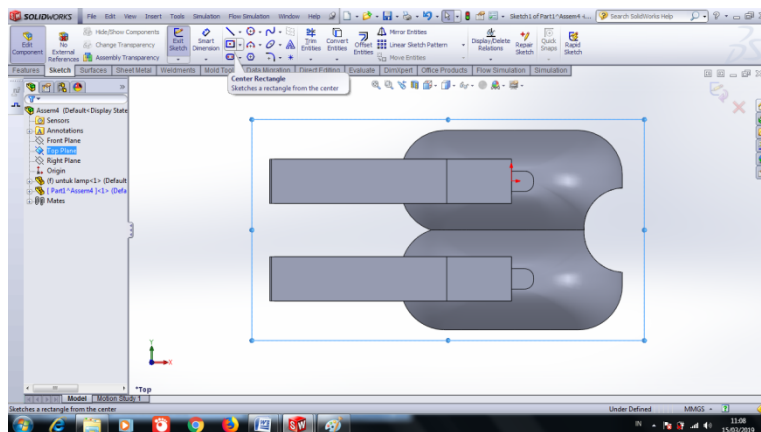 SOLIDWORKS File Edit View Insert Tools Simulation Flow Simulation Window Help Sketch1 of Part1^Assem4 -... Search SolidWorks Help
Edit Component
No External References
Hide/Show Components
Change Transparency
Assembly Transparency
Exit Sketch
Smart Dimension
Trim Entities
Convert Entities
Offset Entities
Mirror Entities
Linear Sketch Pattern
Move Entities
Display/Delete Relations
Repair Sketch
Quick Snaps
Rapid Sketch
Features Sketch Surfaces Sheet Metal Weldments Mold Tools Data Migration Direct Editing Evaluate DimXpert Office Products Flow Simulation Simulation
Center Rectangle
Sketches a rectangle from the center
Assem4 (Default<Display State
Sensors
Annotations
Front Plane
Top Plane
Right Plane
Origin
(f) untuk lamp<1> (Default
[ Part1^Assem4 ]<1> (Defa
Mates
Y
X
*Top
Model Motion Study 1
Sketches a rectangle from the center Under Defined MMGS
IN 11:08
15/03/2019